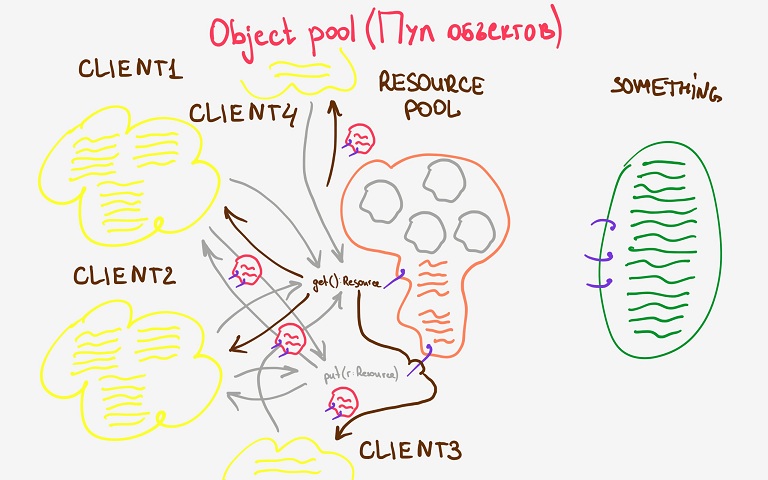 Object pool (Пул объектов)
CLIENT1
CLIENT4
RESOURCE
POOL
SOMETHING
CLIENT2
get(): Resource
put(r: Resource)
CLIENT3